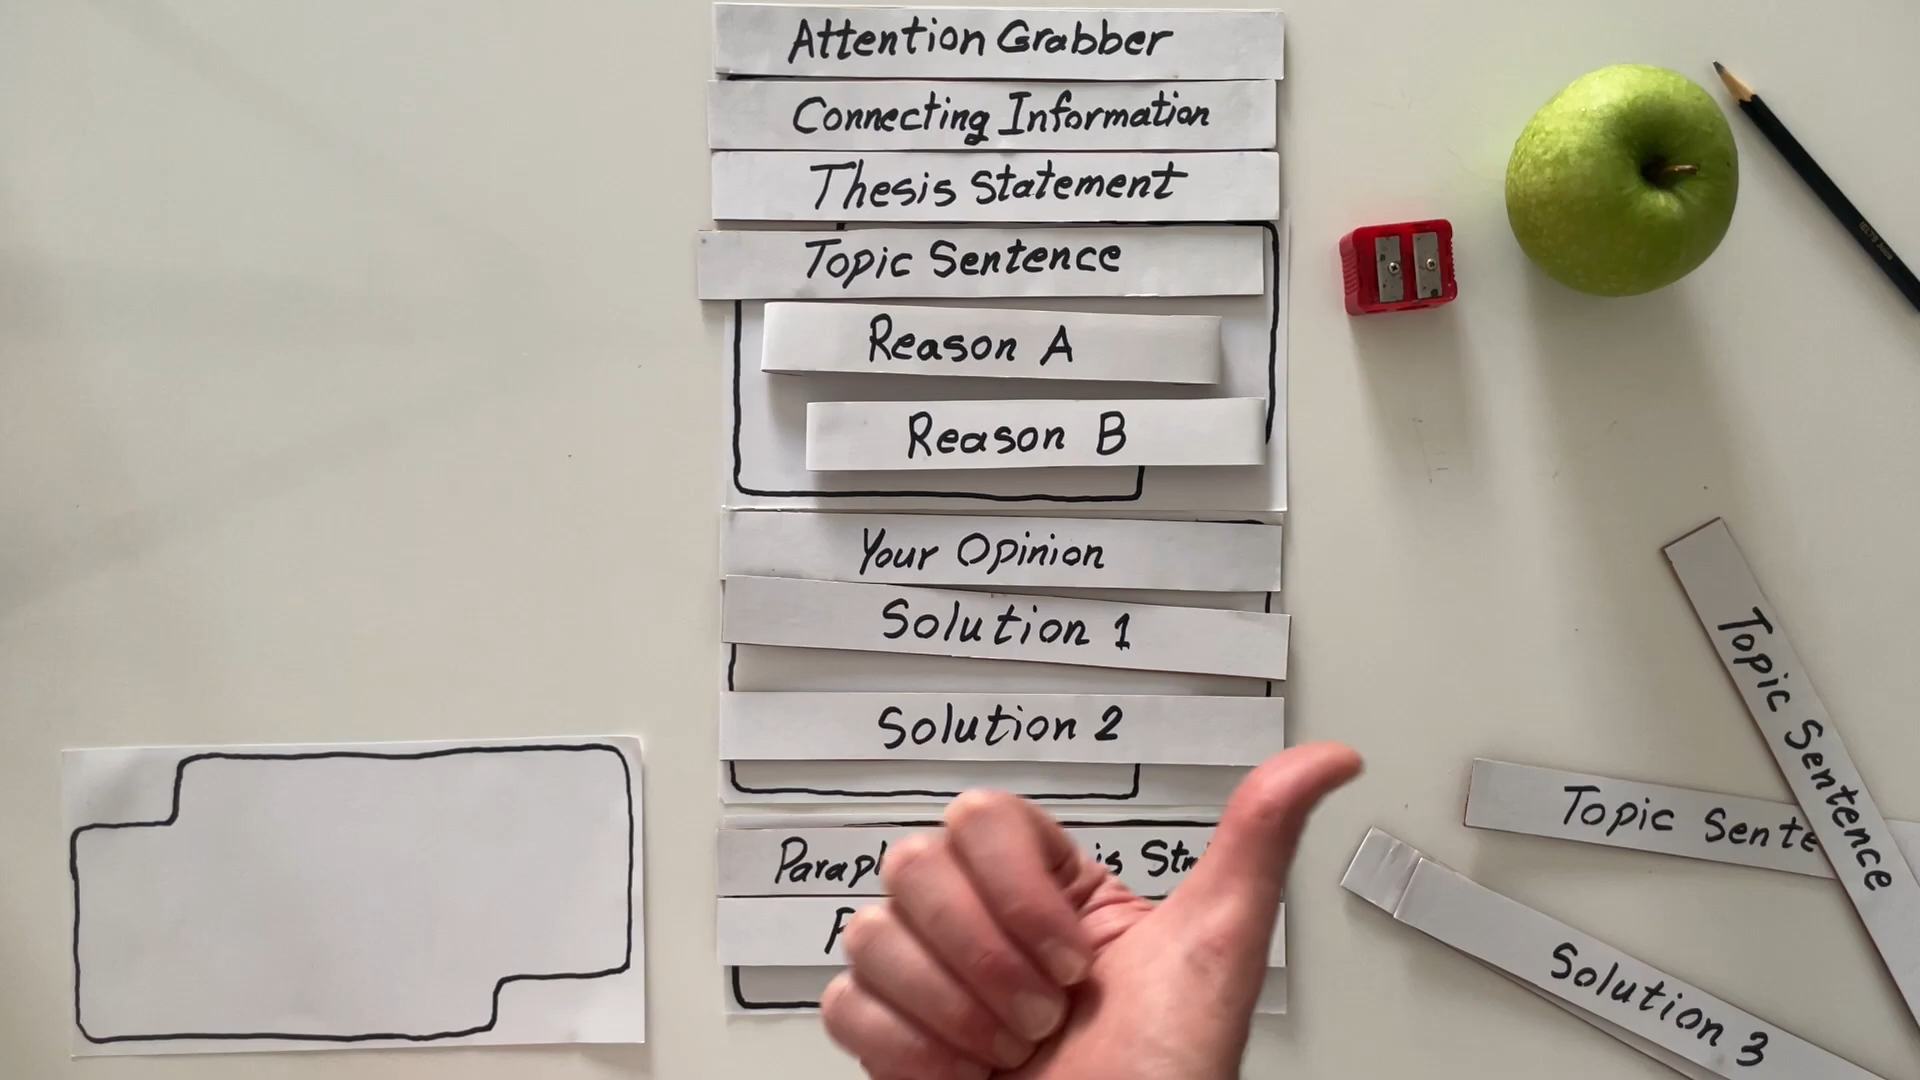 Attention Grabber
Connecting Information
Thesis Statement
Topic Sentence
Reason A
Reason B
Your Opinion
Solution 1
Solution 2
Topic Sentence
Topic
Solution 3